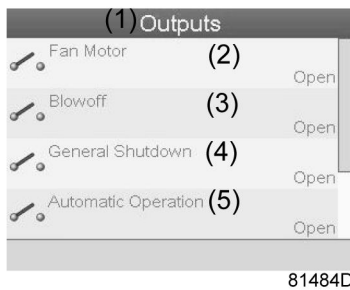 (1) Outputs
Fan Motor (2)
Open
Blowoff (3)
Open
General Shutdown (4)
Open
Automatic Operation (5)
Open
81484D